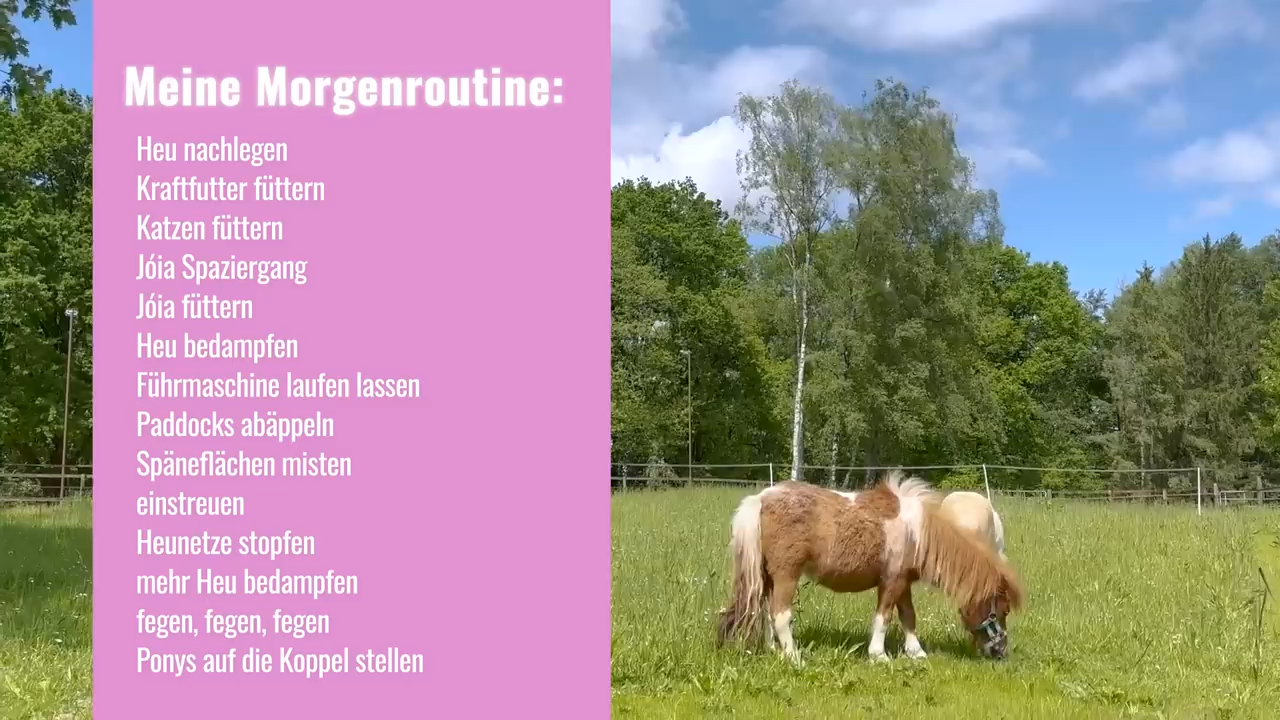 Meine Morgenroutine:
Heu nachlegen
Kraftfutter füttern
Katzen füttern
Jóia Spaziergang
Jóia füttern
Heu bedampfen
Führmaschine laufen lassen
Paddocks abäppeln
Späneflächen misten
einstreuen
Heunetze stopfen
mehr Heu bedampfen
fegen, fegen, fegen
Ponys auf die Koppel stellen